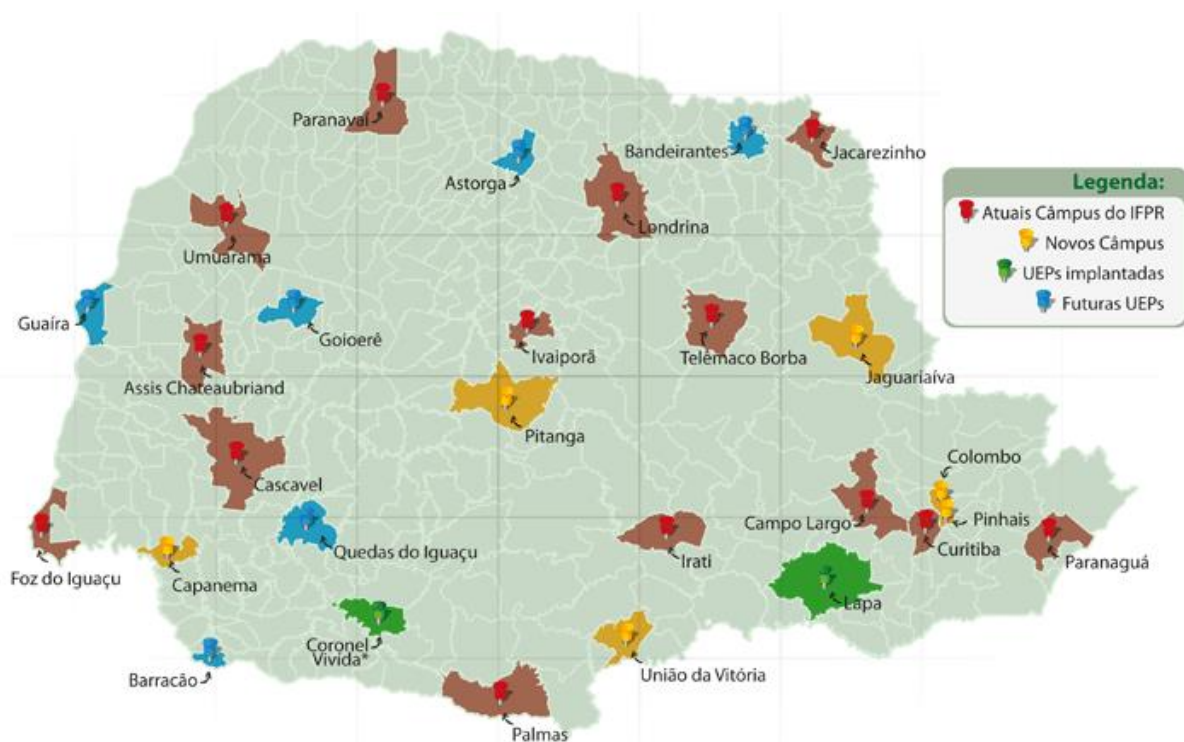 Paranavaí
Bandeirantes
Jacarezinho
Astorga
Legenda:
Atuais Câmpus do IFPR
Novos Câmpus
UEPs implantadas
Futuras UEPs
Londrina
Umuarama
Guaíra
Goioerê
Ivaiporã
Telêmaco Borba
Jaguariaíva
Assis Chateaubriand
Pitanga
Colombo
Cascavel
Campo Largo
Pinhais
Curitiba
Quedas do Iguaçu
Irati
Paranaguá
Foz do Iguaçu
Capanema
Lapa
Coronel
Vivida*
Barracão
União da Vitória
Palmas